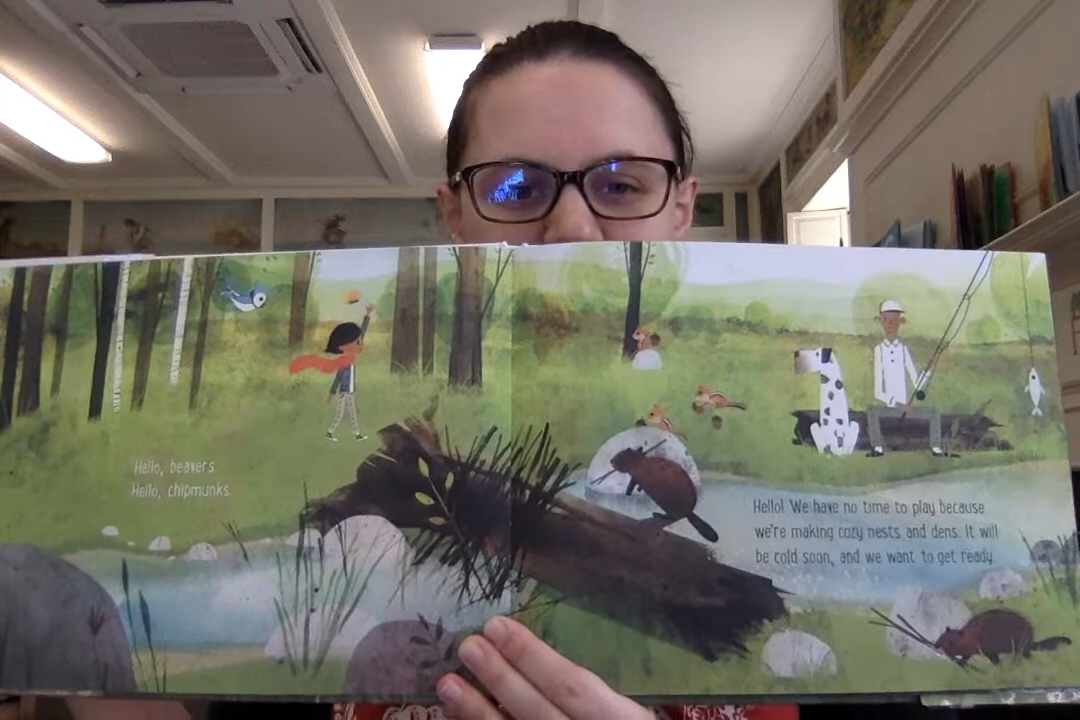 Hello, beavers.
Hello, chipmunks.
Hello! We have no time to play because
we're making cozy nests and dens. It will
be cold soon, and we want to get ready.